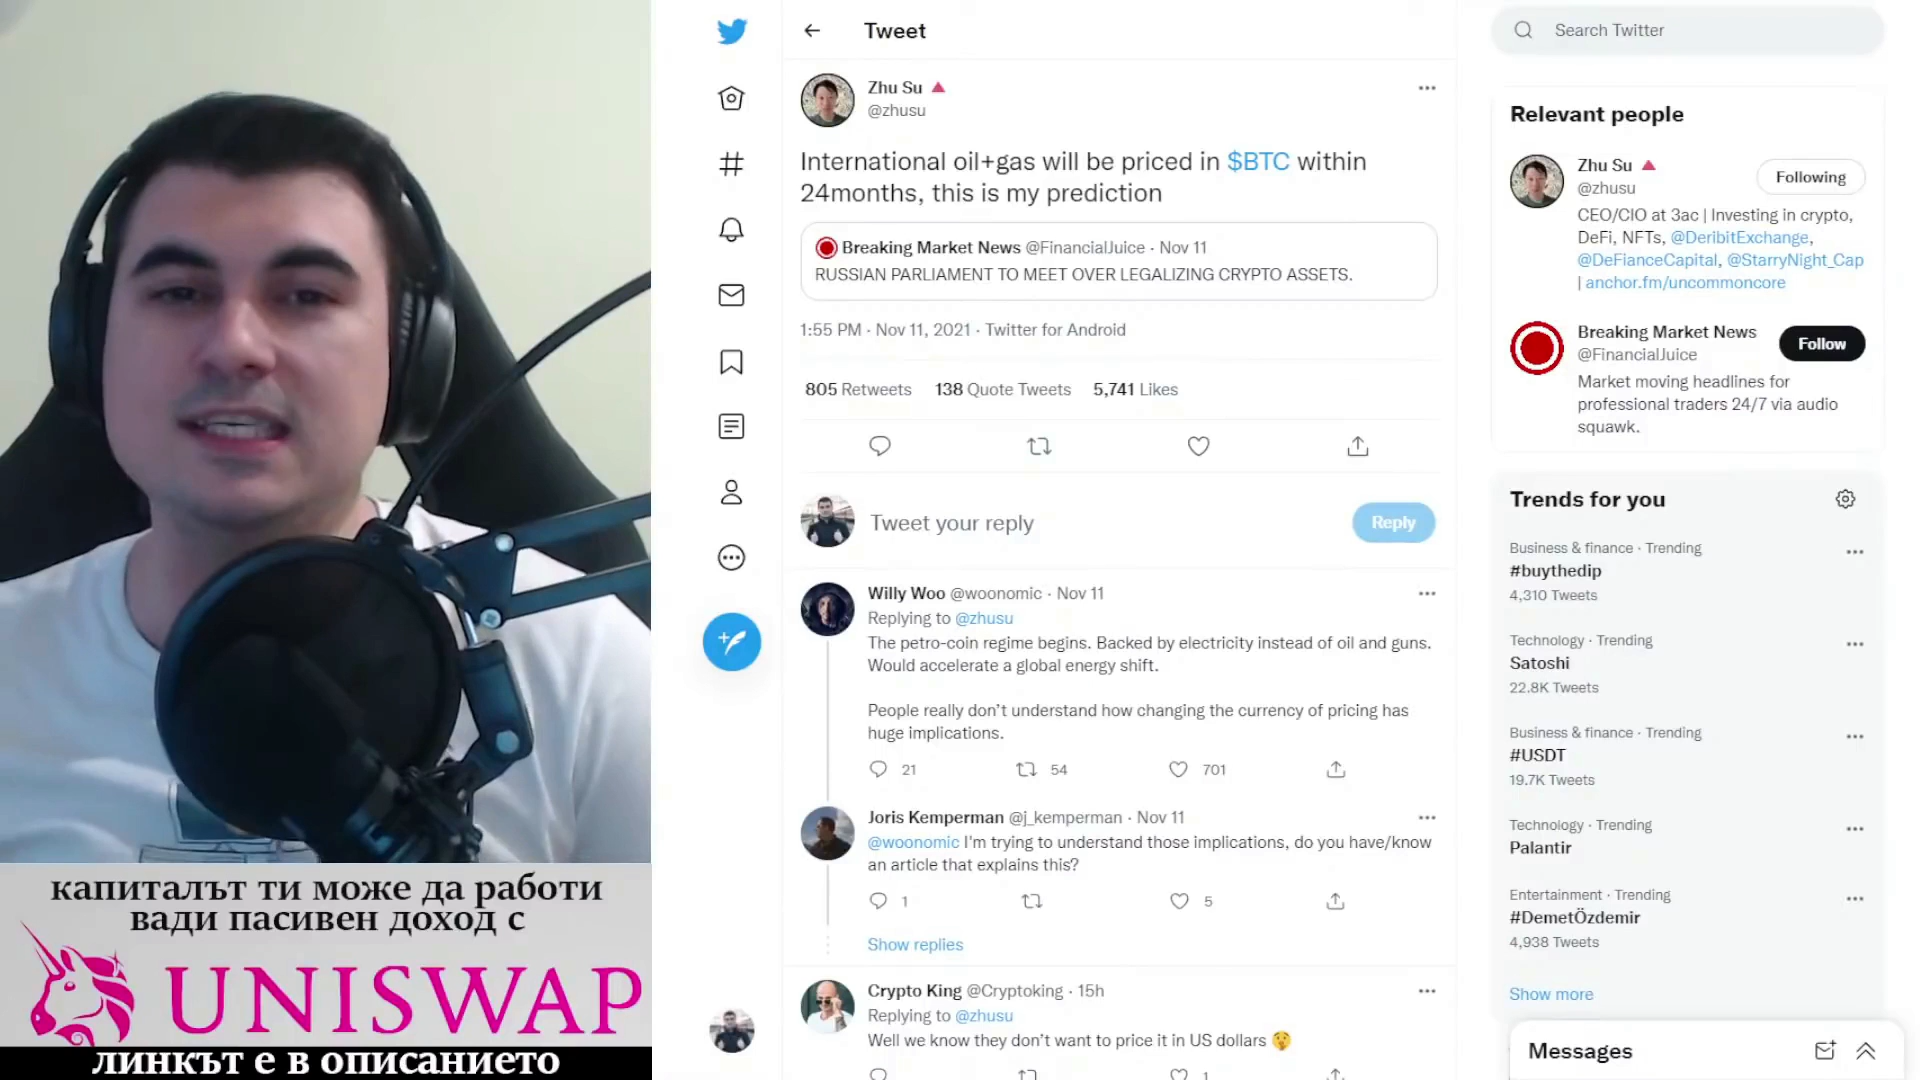 Tweet
Zhu Su
@zhusu
International oil+gas will be priced in $BTC within
24months, this is my prediction
Breaking Market News @FinancialJuice · Nov 11
RUSSIAN PARLIAMENT TO MEET OVER LEGALIZING CRYPTO ASSETS.
1:55 PM · Nov 11, 2021 · Twitter for Android
805 Retweets 138 Quote Tweets 5,741 Likes
Tweet your reply
Reply
Willy Woo @woonomic · Nov 11
Replying to @zhusu
The petro-coin regime begins. Backed by electricity instead of oil and guns.
Would accelerate a global energy shift.
People really don't understand how changing the currency of pricing has
huge implications.
21 54 701
Joris Kemperman @j_kemperman · Nov 11
@woonomic I'm trying to understand those implications, do you have/know
an article that explains this?
1 5
Show replies
Crypto King @Cryptoking · 15h
Replying to @zhusu
Well we know they don't want to price it in US dollars 🤫
1
Search Twitter
Relevant people
Zhu Su
@zhusu
Following
CEO/CIO at 3ac | Investing in crypto,
DeFi, NFTs, @DeribitExchange,
@DeFianceCapital, @StarryNight_Cap
| anchor.fm/uncommoncore
Breaking Market News
@FinancialJuice
Follow
Market moving headlines for
professional traders 24/7 via audio
squawk.
Trends for you
Business & finance · Trending
#buythedip
4,310 Tweets
Technology · Trending
Satoshi
22.8K Tweets
Business & finance · Trending
#USDT
19.7K Tweets
Technology · Trending
Palantir
Entertainment · Trending
#DemetÖzdemir
4,938 Tweets
Show more
Messages
капиталът ти може да работи
вади пасивен доход с
UNISWAP
линкът е в описанието